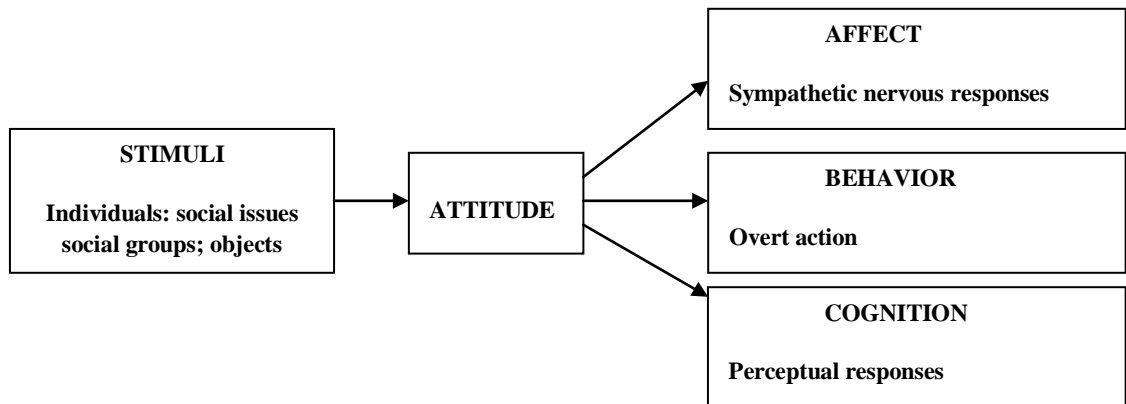 STIMULI
Individuals: social issues
social groups; objects
ATTITUDE
AFFECT
Sympathetic nervous responses
BEHAVIOR
Overt action
COGNITION
Perceptual responses